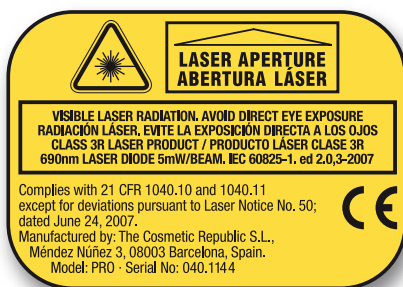 LASER APERTURE
ABERTURA LÁSER
VISIBLE LASER RADIATION. AVOID DIRECT EYE EXPOSURE
RADIACIÓN LÁSER. EVITE LA EXPOSICIÓN DIRECTA A LOS OJOS
CLASS 3R LASER PRODUCT / PRODUCTO LÁSER CLASE 3R
690nm LASER DIODE 5mW/BEAM. IEC 60825-1. ed 2.0,3-2007
Complies with 21 CFR 1040.10 and 1040.11
except for deviations pursuant to Laser Notice No. 50;
dated June 24, 2007.
Manufactured by: The Cosmetic Republic S.L.,
Méndez Núñez 3, 08003 Barcelona, Spain.
Model: PRO · Serial No: 040.1144
CE